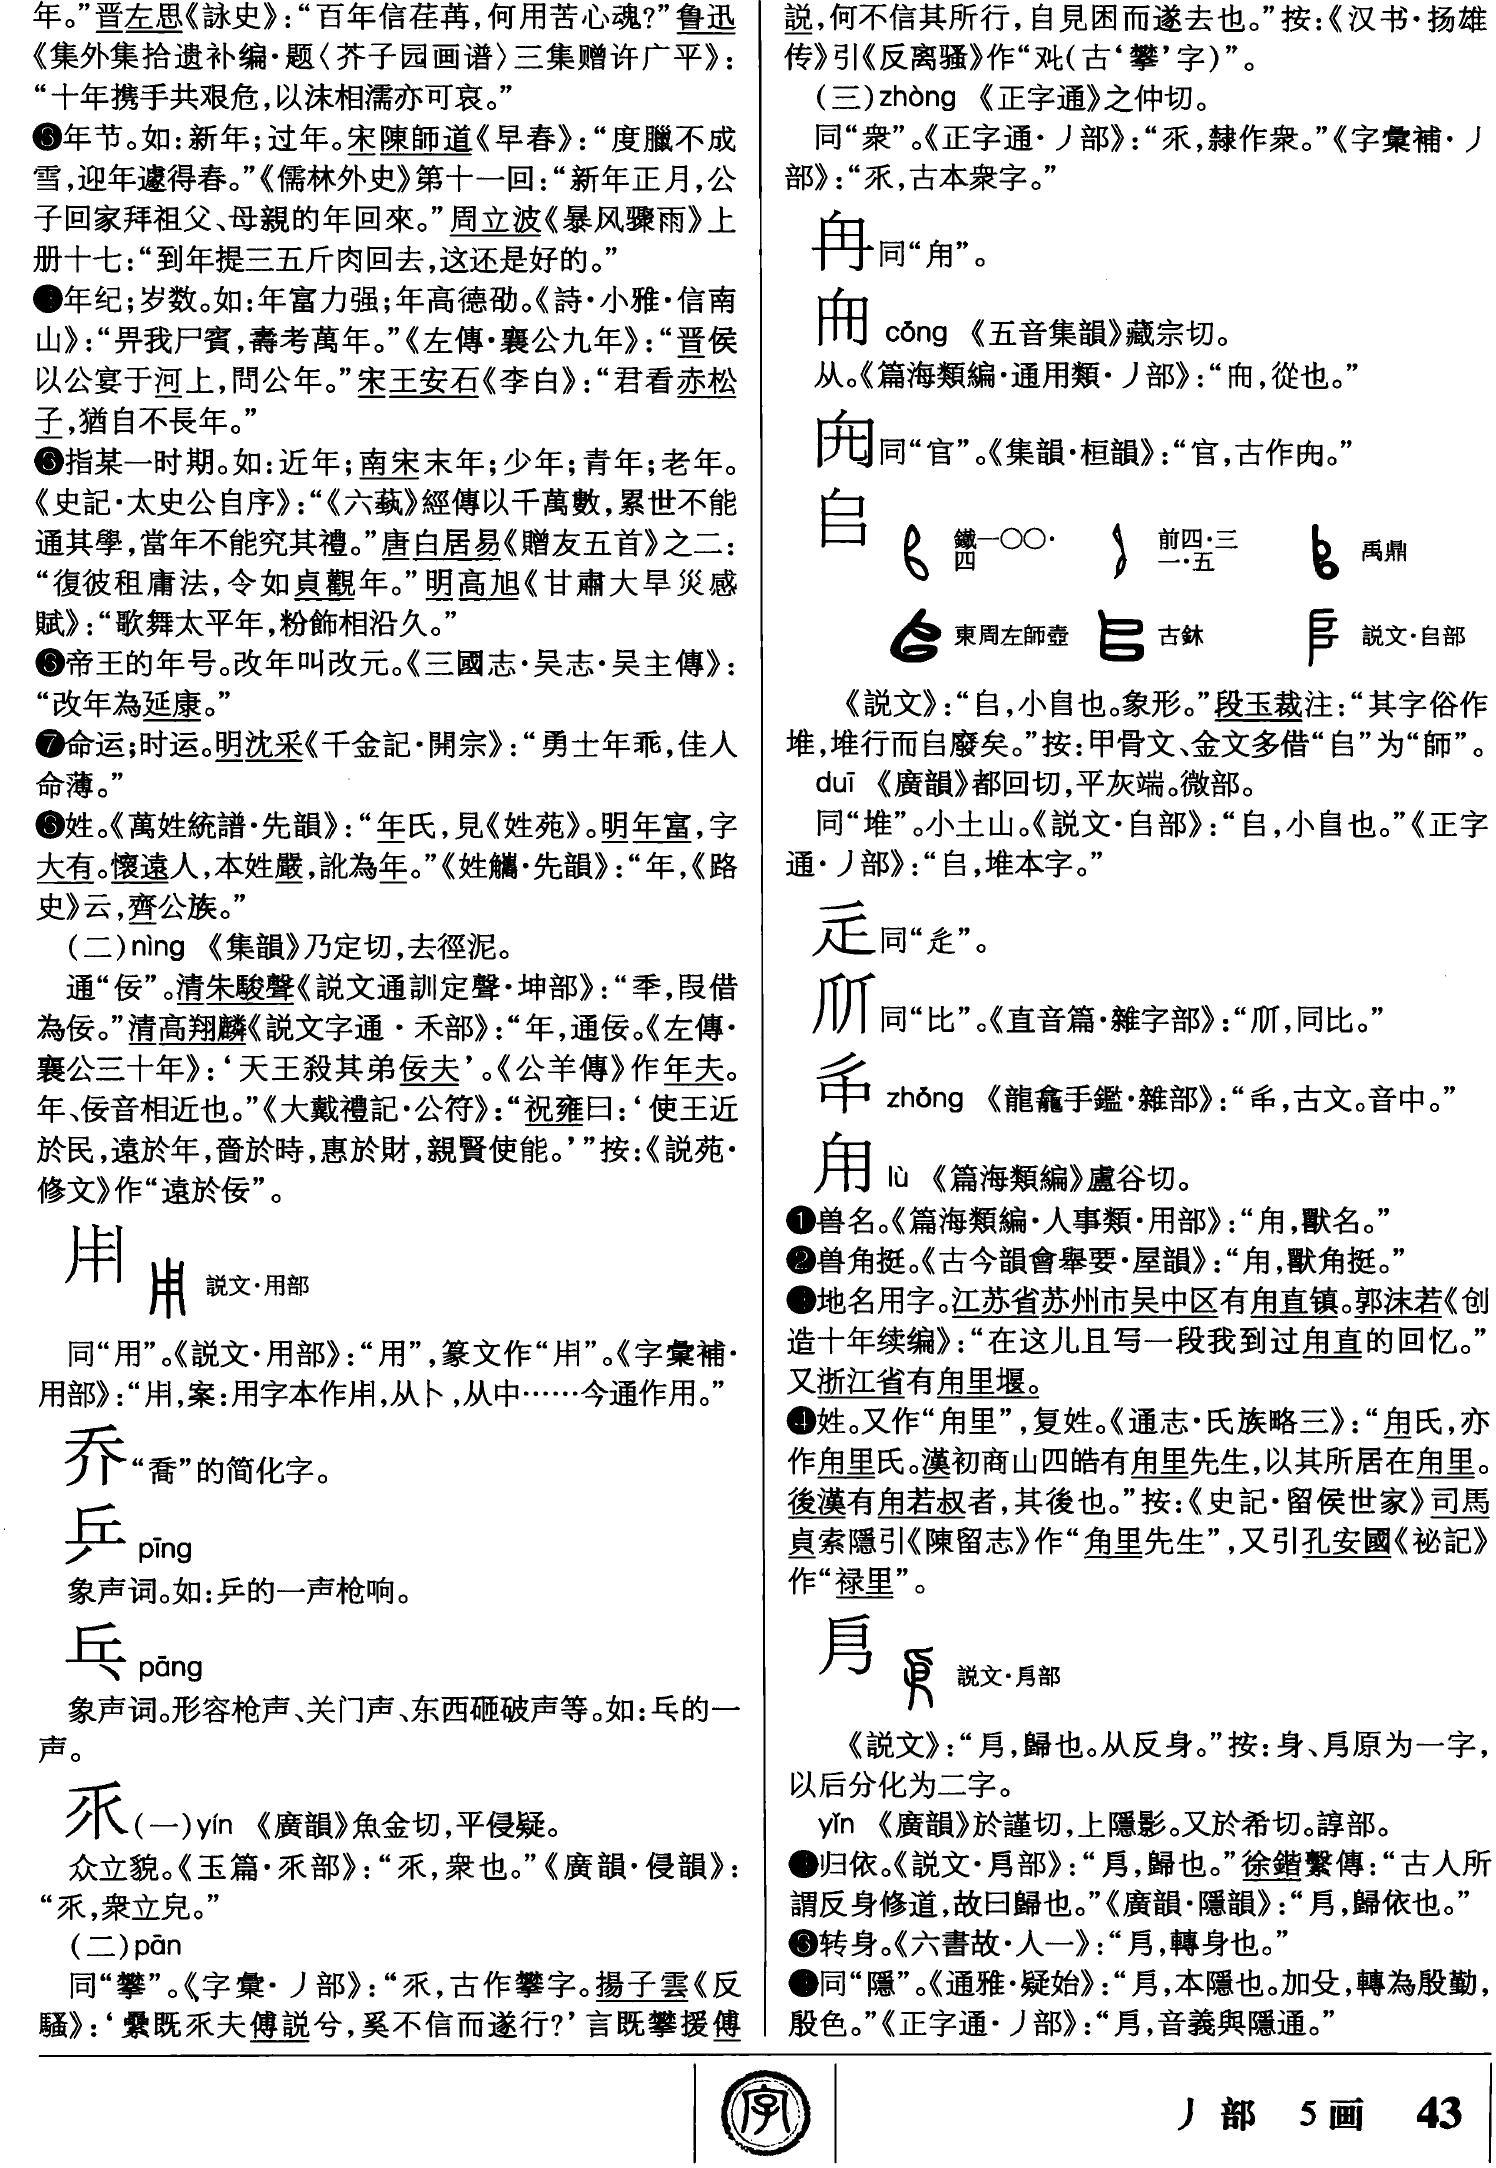 年。”晋左思《詠史》：“百年信荏苒，何用苦心魂？”鲁迅
《集外集拾遗补编·题〈芥子园画谱〉三集赠许广平》：
“十年携手共艰危，以沫相濡亦可哀。”
❸年节。如：新年；过年。宋陳師道《早春》：“度臘不成
雪，迎年遽得春。”《儒林外史》第十一回：“新年正月，公
子回家拜祖父、母親的年回來。”周立波《暴风骤雨》上
册十七：“到年提三五斤肉回去，这还是好的。”
年纪；岁数。如：年富力强；年高德劭。《詩·小雅·信南
山》：“畀我尸賓，壽考萬年。”《左傳·襄公九年》：“晋侯
以公宴于河上，問公年。”宋王安石《李白》：“君看赤松
子，猶自不長年。”
指某一时期。如：近年；南宋末年；少年；青年；老年。
《史記·太史公自序》：“《六蓺》經傳以千萬數，累世不能
通其學，當年不能究其禮。”唐白居易《贈友五首》之二：
“復彼租庸法，令如貞觀年。”明高旭《甘肅大旱災感
賦》：“歌舞太平年，粉飾相沿久。”
帝王的年号。改年叫改元。《三國志·吴志·吴主傳》：
“改年為延康。”
❼命运；时运。明沈采《千金記·開宗》：“勇士年乖，佳人
命薄。”
姓。《萬姓統譜·先韻》：“年氏，見《姓苑》。明年富，字
大有。懷遠人，本姓嚴，訛為年。”《姓觿·先韻》：“年，《路
史》云，齊公族。”
（二）nìng 《集韻》乃定切，去徑泥。
通“佞”。清朱駿聲《説文通訓定聲·坤部》：“秊，叚借
為佞。”清高翔麟《説文字通·禾部》：“年，通佞。《左傳·
襄公三十年》：‘天王殺其弟佞夫’。《公羊傳》作年夫。
年、佞音相近也。”《大戴禮記·公符》：“祝雍曰：‘使王近
於民，遠於年，嗇於時，惠於財，親賢使能。’”按：《説苑·
修文》作“遠於佞”。
説文·用部
同“用”。《説文·用部》：“用”，篆文作“𤰃”。《字彙補·
用部》：“𤰃，案：用字本作𤰃，从卜，从中……今通作用。”
乔“喬”的简化字。
乒 pīng
象声词。如：乒的一声枪响。
乓 pāng
象声词。形容枪声、关门声、东西砸破声等。如：乓的一
声。
乑（一）yín 《廣韻》魚金切，平侵疑。
众立貌。《玉篇·乑部》：“乑，衆也。”《廣韻·侵韻》：
“乑，衆立皃。”
（二）pān
同“攀”。《字彙·丿部》：“乑，古作攀字。揚子雲《反
騷》：‘纍既乑夫傅説兮，奚不信而遂行？’言既攀援傅
説，何不信其所行，自見困而遂去也。”按：《汉书·扬雄
传》引《反离骚》作“𠬜（古‘攀’字）”。
（三）zhòng 《正字通》之仲切。
同“衆”。《正字通·丿部》：“乑，隸作衆。”《字彙補·丿
部》：“乑，古本衆字。”
同“甪”。
cǒng 《五音集韻》藏宗切。
从。《篇海類編·通用類·丿部》：“，從也。”
同“官”。《集韻·桓韻》：“官，古作。”
𠂤
鐵一〇〇·四
前四·三一·五
禹鼎
東周左師壺
古鉢
説文·𠂤部
《説文》：“𠂤，小𨸏也。象形。”段玉裁注：“其字俗作
堆，堆行而𠂤廢矣。”按：甲骨文、金文多借“𠂤”为“師”。
duī 《廣韻》都回切，平灰端。微部。
同“堆”。小土山。《説文·𠂤部》：“𠂤，小𨸏也。”《正字
通·丿部》：“𠂤，堆本字。”
同“辵”。
同“比”。《直音篇·雜字部》：“，同比。”
zhǒng 《龍龕手鑑·雜部》：“，古文。音中。”
甪 lù 《篇海類編》盧谷切。
❶兽名。《篇海類編·人事類·用部》：“甪，獸名。”
❷兽角挺。《古今韻會舉要·屋韻》：“甪，獸角挺。”
地名用字。江苏省苏州市吴中区有甪直镇。郭沫若《创
造十年续编》：“在这儿且写一段我到过甪直的回忆。”
又浙江省有甪里堰。
❹姓。又作“甪里”，复姓。《通志·氏族略三》：“甪氏，亦
作甪里氏。漢初商山四皓有甪里先生，以其所居在甪里。
後漢有甪若叔者，其後也。”按：《史記·留侯世家》司馬
貞索隱引《陳留志》作“角里先生”，又引孔安國《祕記》
作“禄里”。
㐆 説文·㐆部
《説文》：“㐆，歸也。从反身。”按：身、㐆原为一字，
以后分化为二字。
yǐn 《廣韻》於謹切，上隱影。又於希切。諄部。
归依。《説文·㐆部》：“㐆，歸也。”徐鍇繫傳：“古人所
謂反身修道，故曰歸也。”《廣韻·隱韻》：“㐆，歸依也。”
转身。《六書故·人一》：“㐆，轉身也。”
同“隱”。《通雅·疑始》：“㐆，本隱也。加殳，轉為殷勤，
殷色。”《正字通·丿部》：“㐆，音義與隱通。”
字
丿部 5画 43